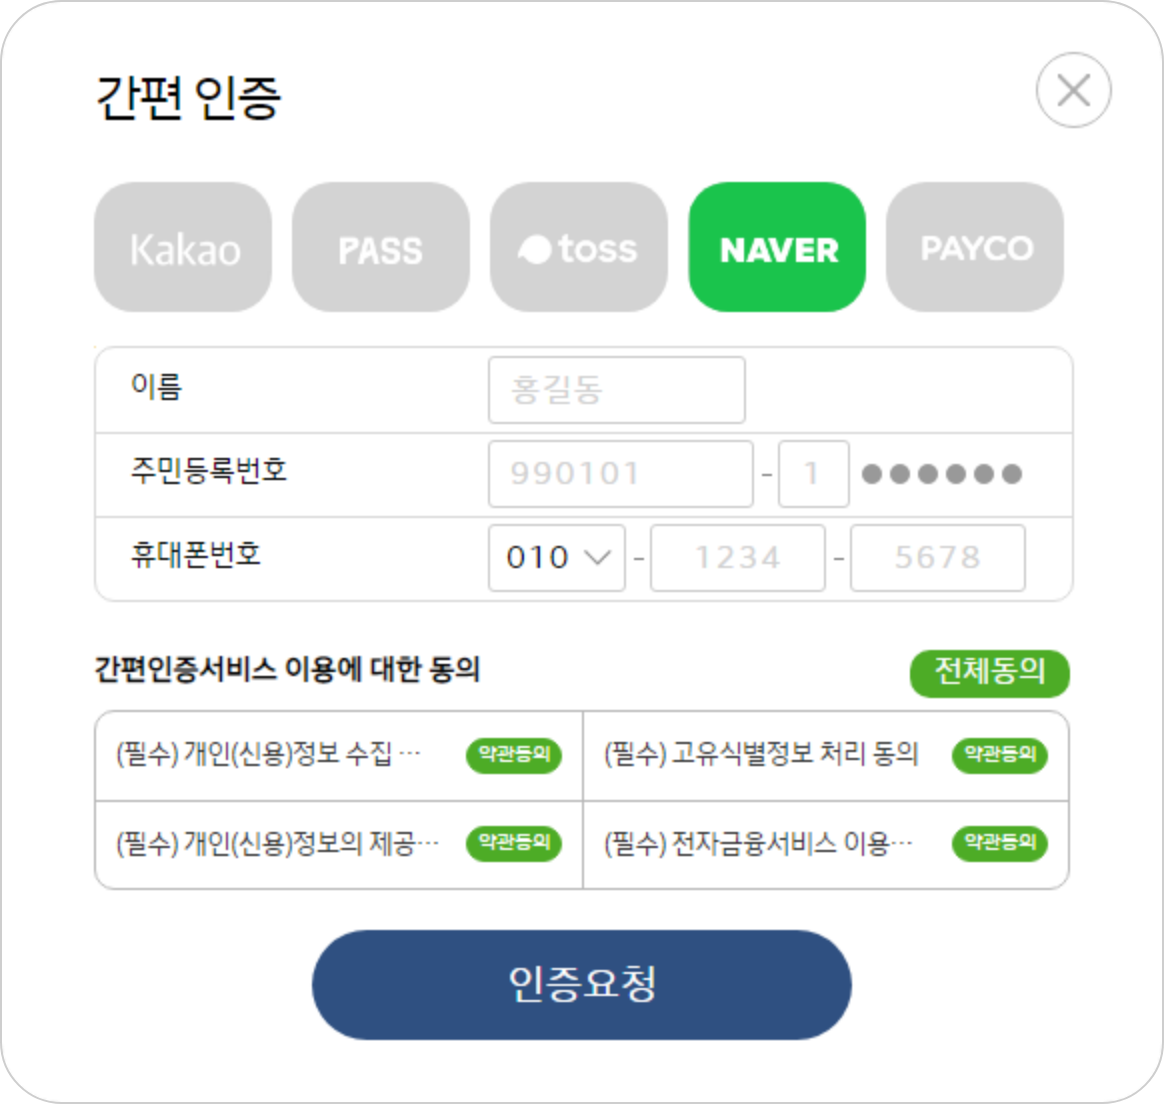 간편 인증
Kakao PASS toss NAVER PAYCO
이름 홍길동
주민등록번호 990101 - 1 ●●●●●●
휴대폰번호 010 - 1234 - 5678
간편인증서비스 이용에 대한 동의 전체동의
(필수) 개인(신용)정보 수집 ··· 약관동의 (필수) 고유식별정보 처리 동의 약관동의
(필수) 개인(신용)정보의 제공··· 약관동의 (필수) 전자금융서비스 이용··· 약관동의
인증요청